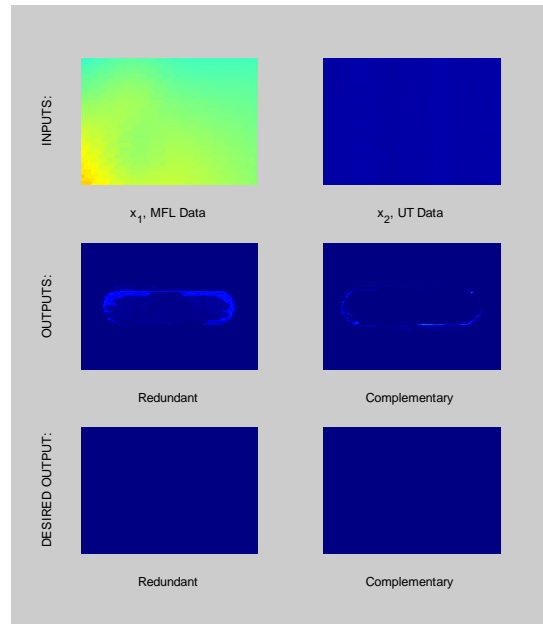 INPUTS:
x1, MFL Data
x2, UT Data
OUTPUTS:
Redundant
Complementary
DESIRED OUTPUT:
Redundant
Complementary